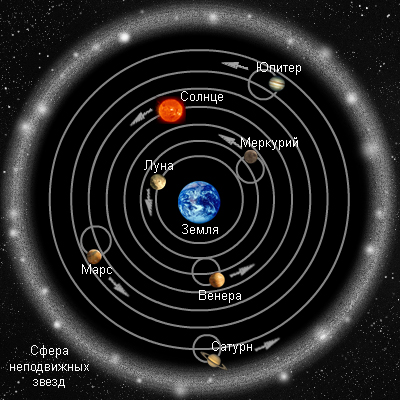 Юпитер
Солнце
Меркурий
Луна
Земля
Марс
Венера
Сатурн
Сфера
неподвижных
звезд